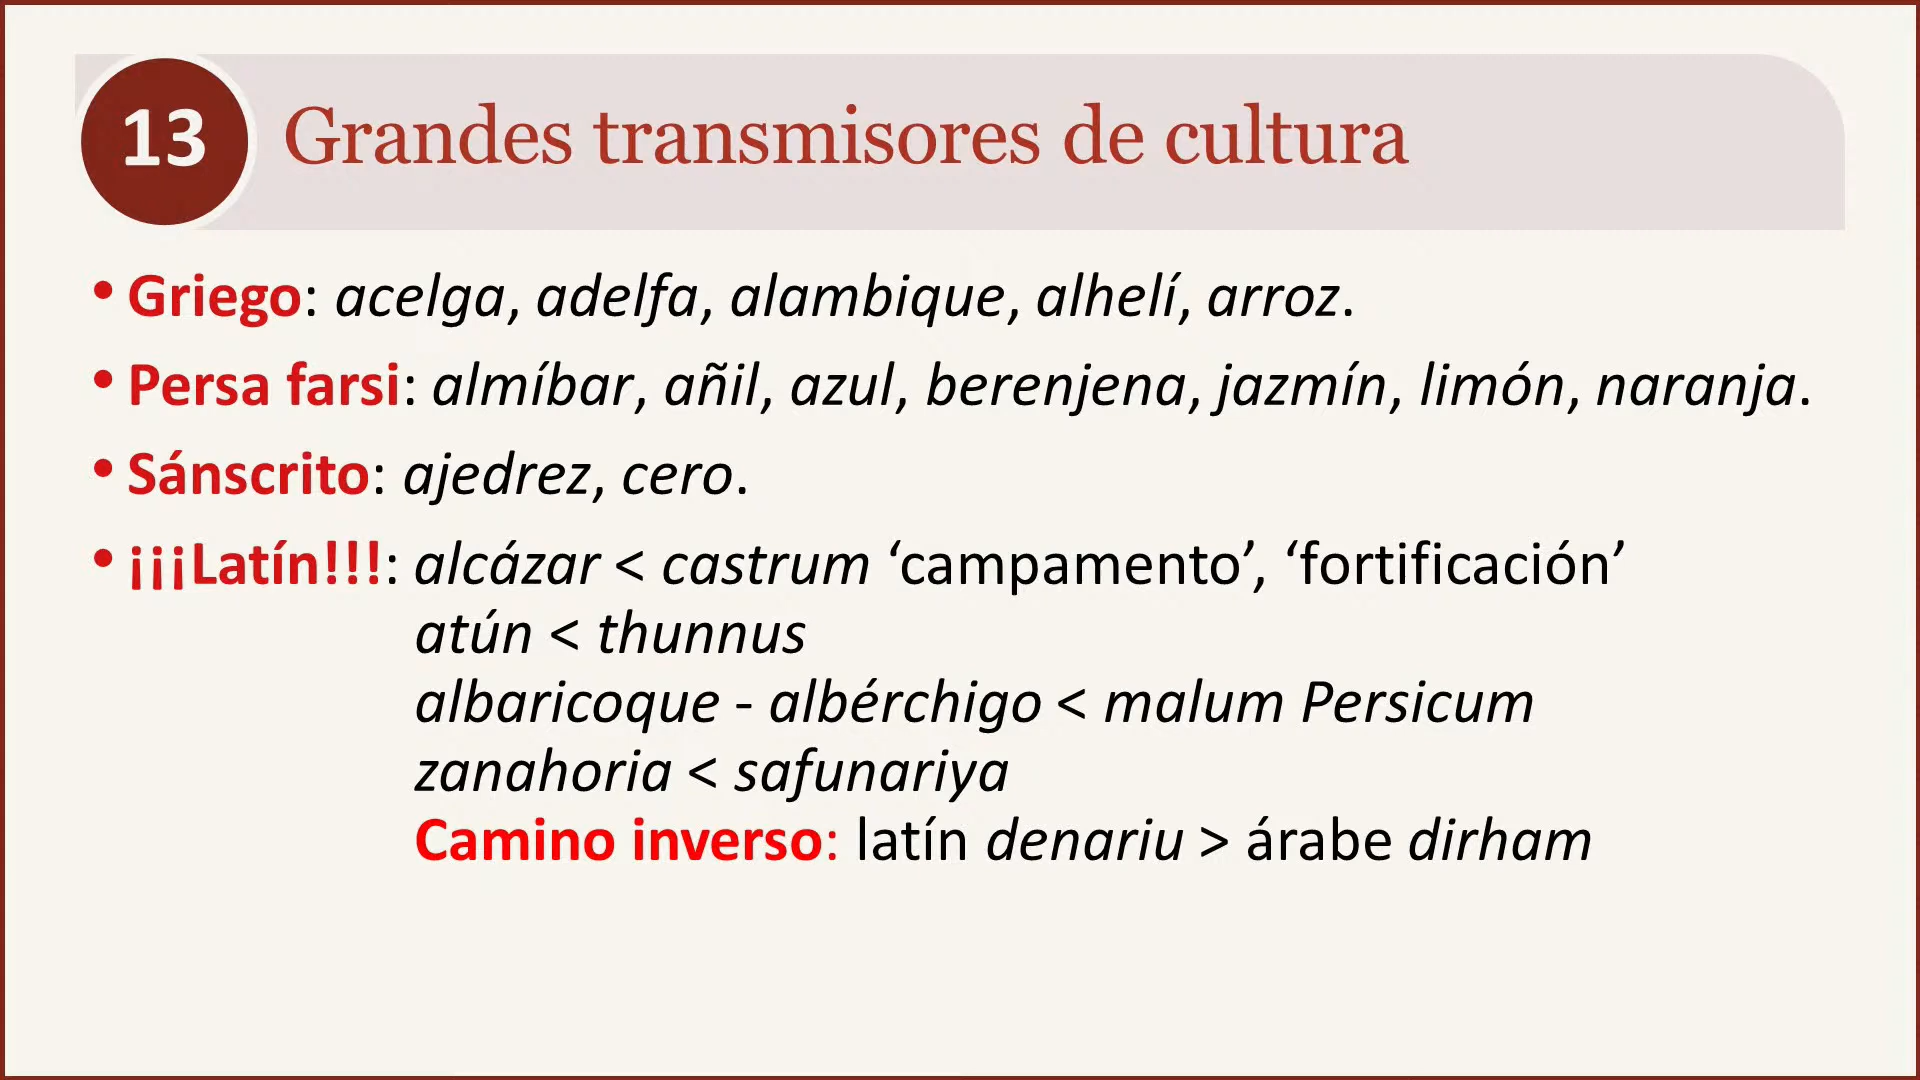 13 Grandes transmisores de cultura
• Griego: acelga, adelfa, alambique, alhelí, arroz.
• Persa farsi: almíbar, añil, azul, berenjena, jazmín, limón, naranja.
• Sánscrito: ajedrez, cero.
• ¡¡¡Latín!!!: alcázar < castrum ‘campamento’, ‘fortificación’
atún < thunnus
albaricoque - albérchigo < malum Persicum
zanahoria < safunariya
Camino inverso: latín denariu > árabe dirham